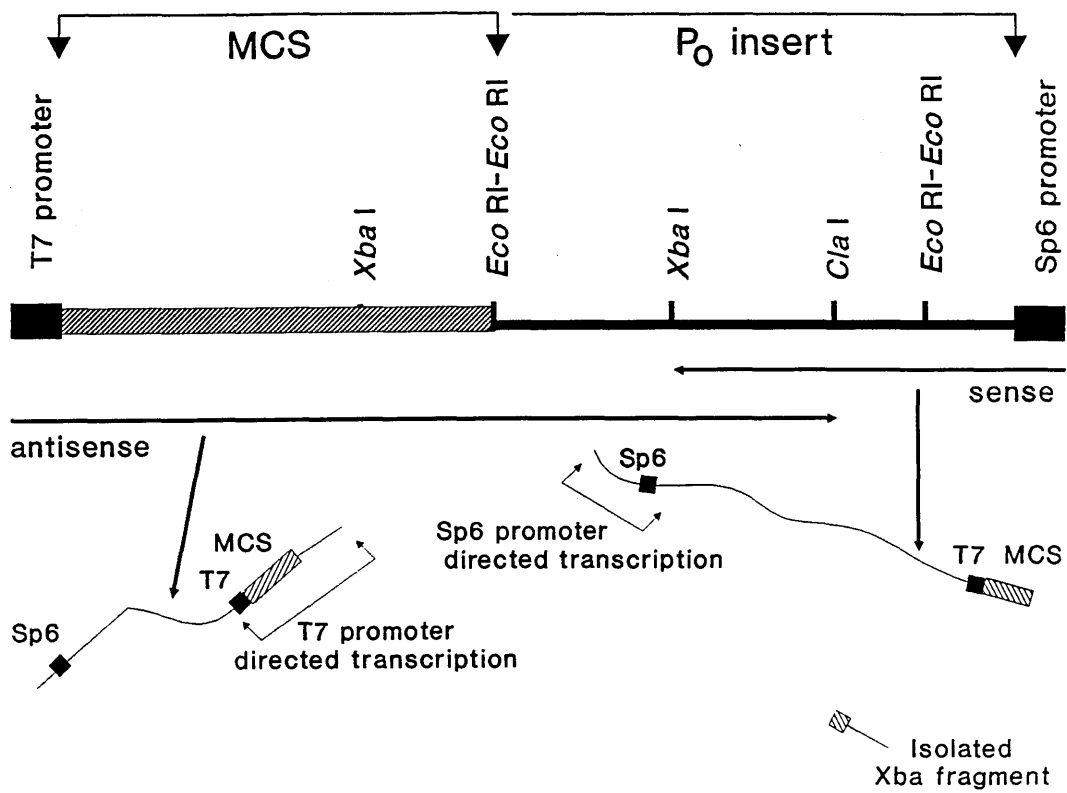 MCS
P0 insert
T7 promoter
Xba I
Eco RI-Eco RI
Xba I
Cla I
Eco RI-Eco RI
Sp6 promoter
sense
antisense
Sp6
Sp6 promoter
directed transcription
MCS
T7
T7 MCS
Sp6
T7 promoter
directed transcription
Isolated
Xba fragment